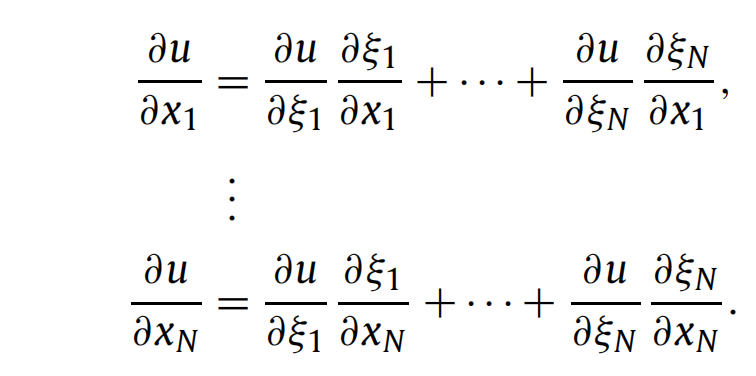 ∂u/∂x₁ = ∂u/∂ξ₁ ∂ξ₁/∂x₁ + ⋯ + ∂u/∂ξ_N ∂ξ_N/∂x₁,
⋮
∂u/∂x_N = ∂u/∂ξ₁ ∂ξ₁/∂x_N + ⋯ + ∂u/∂ξ_N ∂ξ_N/∂x_N.